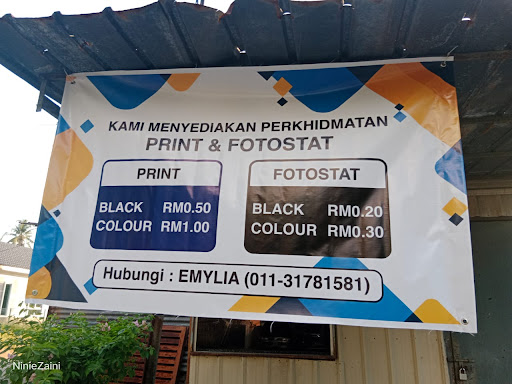 KAMI MENYEDIAKAN PERKHIDMATAN
PRINT & FOTOSTAT
PRINT
BLACK RM0.50
COLOUR RM1.00
FOTOSTAT
BLACK RM0.20
COLOUR RM0.30
Hubungi : EMYLIA (011-31781581)
NinieZaini